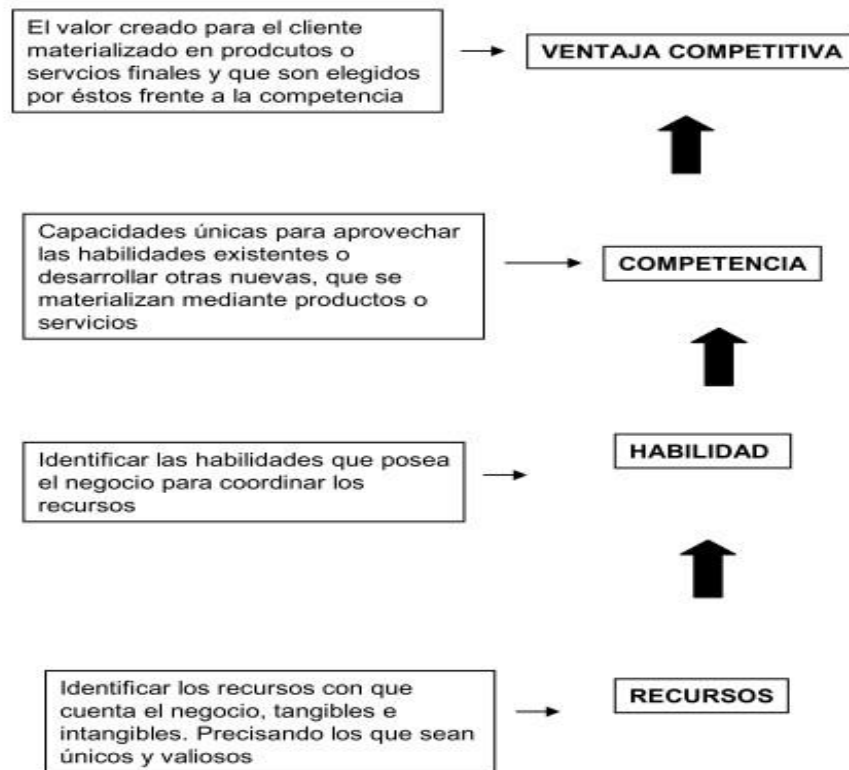 El valor creado para el cliente
materializado en prodcutos o
servcios finales y que son elegidos
por éstos frente a la competencia
VENTAJA COMPETITIVA
Capacidades únicas para aprovechar
las habilidades existentes o
desarrollar otras nuevas, que se
materializan mediante productos o
servicios
COMPETENCIA
Identificar las habilidades que posea
el negocio para coordinar los
recursos
HABILIDAD
Identificar los recursos con que
cuenta el negocio, tangibles e
intangibles. Precisando los que sean
únicos y valiosos
RECURSOS